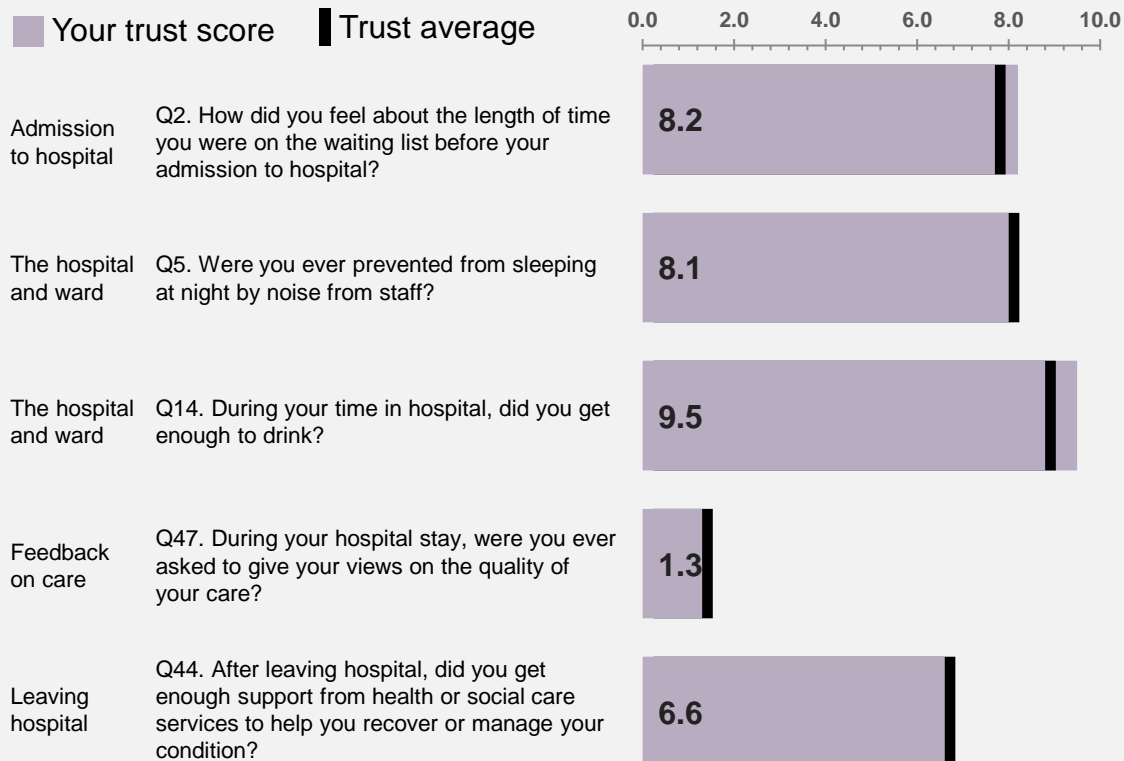 Your trust score
Trust average
0.0 2.0 4.0 6.0 8.0 10.0
Admission
to hospital
Q2. How did you feel about the length of time
you were on the waiting list before your
admission to hospital?
8.2
The hospital
and ward
Q5. Were you ever prevented from sleeping
at night by noise from staff?
8.1
The hospital
and ward
Q14. During your time in hospital, did you get
enough to drink?
9.5
Feedback
on care
Q47. During your hospital stay, were you ever
asked to give your views on the quality of
your care?
1.3
Leaving
hospital
Q44. After leaving hospital, did you get
enough support from health or social care
services to help you recover or manage your
condition?
6.6